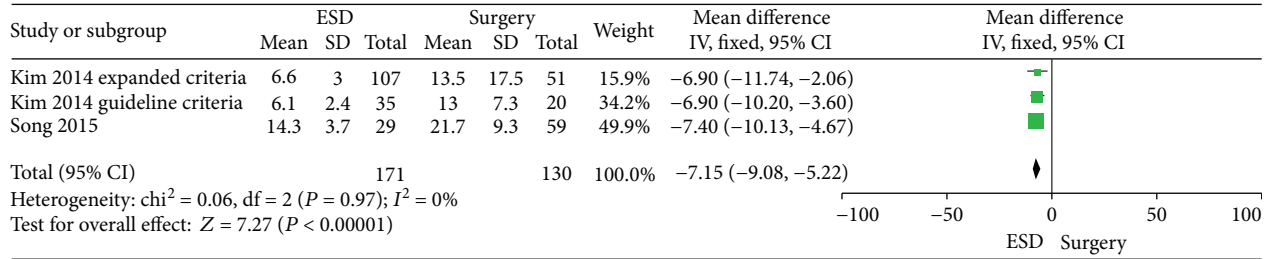 Study or subgroup ESD Surgery Weight Mean difference Mean difference
Mean SD Total Mean SD Total IV, fixed, 95% CI IV, fixed, 95% CI
Kim 2014 expanded criteria 6.6 3 107 13.5 17.5 51 15.9% −6.90 (−11.74, −2.06)
Kim 2014 guideline criteria 6.1 2.4 35 13 7.3 20 34.2% −6.90 (−10.20, −3.60)
Song 2015 14.3 3.7 29 21.7 9.3 59 49.9% −7.40 (−10.13, −4.67)
Total (95% CI) 171 130 100.0% −7.15 (−9.08, −5.22)
Heterogeneity: chi² = 0.06, df = 2 (P = 0.97); I² = 0%
Test for overall effect: Z = 7.27 (P < 0.00001)
−100 −50 0 50 100
ESD Surgery